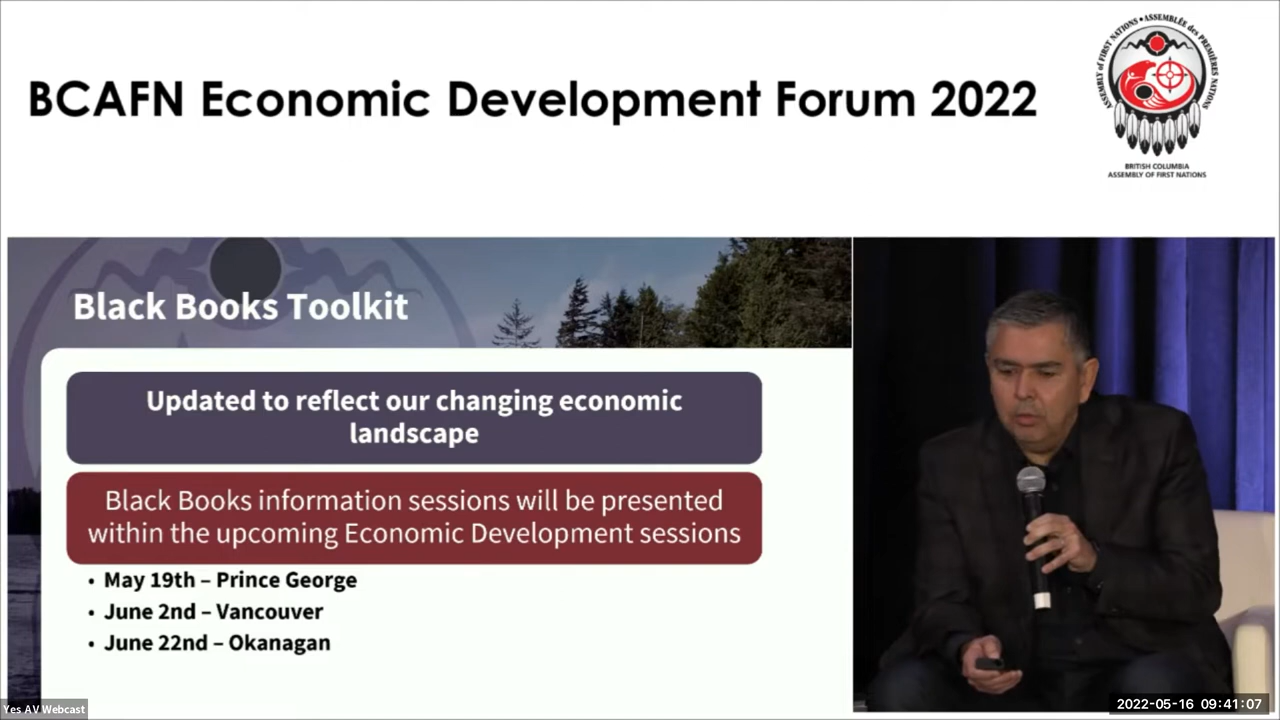 BCAFN Economic Development Forum 2022
ASSEMBLY of FIRST NATIONS • ASSEMBLÉE des PREMIÈRES NATIONS
BRITISH COLUMBIA
ASSEMBLY OF FIRST NATIONS
Black Books Toolkit
Updated to reflect our changing economic
landscape
Black Books information sessions will be presented
within the upcoming Economic Development sessions
• May 19th – Prince George
• June 2nd – Vancouver
• June 22nd – Okanagan
Yes AV Webcast
2022-05-16 09:41:07